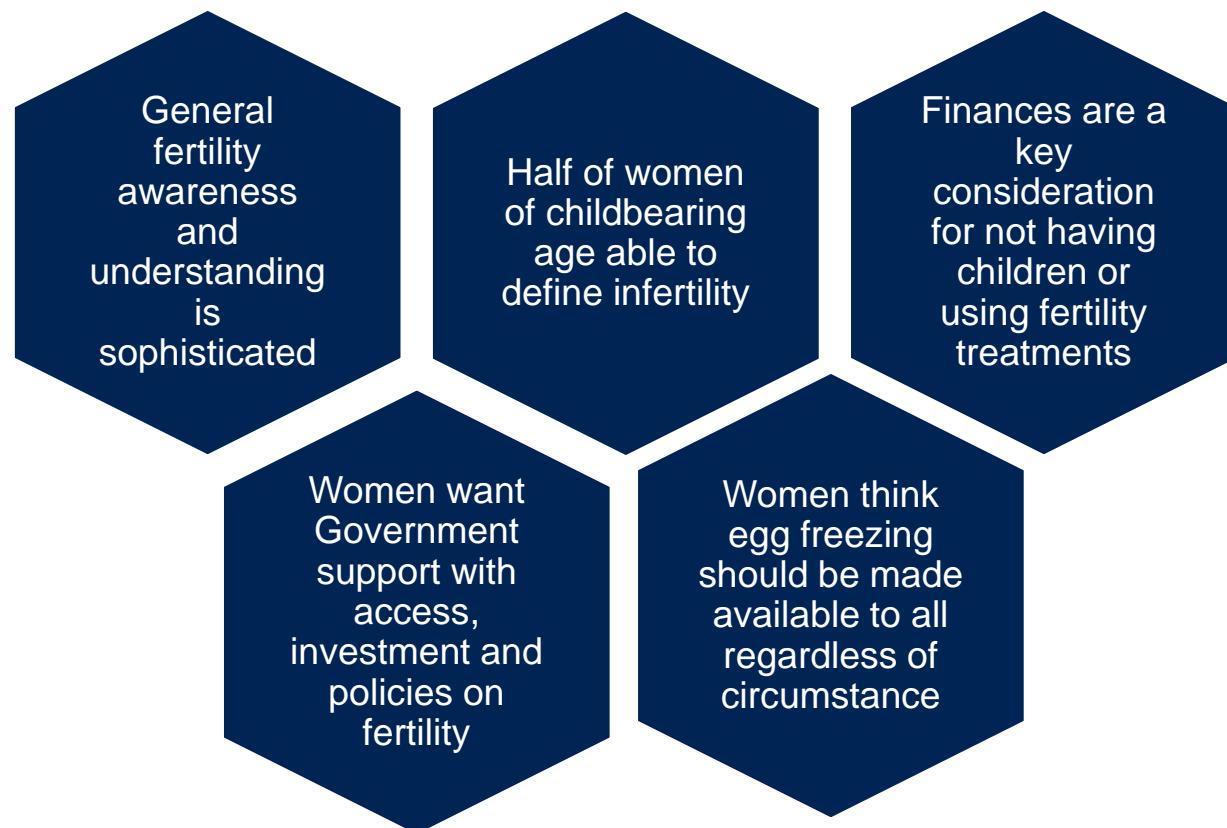 General
fertility
awareness
and
understanding
is
sophisticated
Half of women
of childbearing
age able to
define infertility
Finances are a
key
consideration
for not having
children or
using fertility
treatments
Women want
Government
support with
access,
investment and
policies on
fertility
Women think
egg freezing
should be made
available to all
regardless of
circumstance